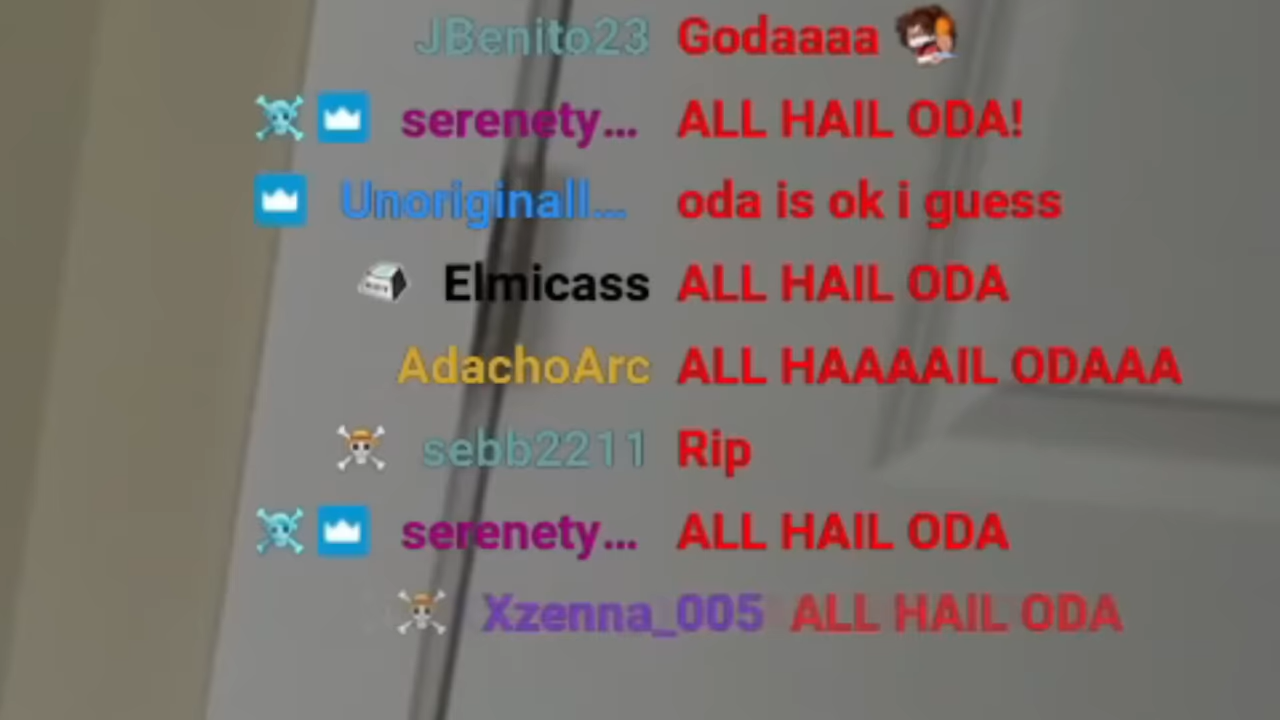 JBenito23 Godaaaa
serenety... ALL HAIL ODA!
Unoriginall... oda is ok i guess
Elmicass ALL HAIL ODA
AdachoArc ALL HAAAAIL ODAAA
sebb2211 Rip
serenety... ALL HAIL ODA
Xzenna_005 ALL HAIL ODA